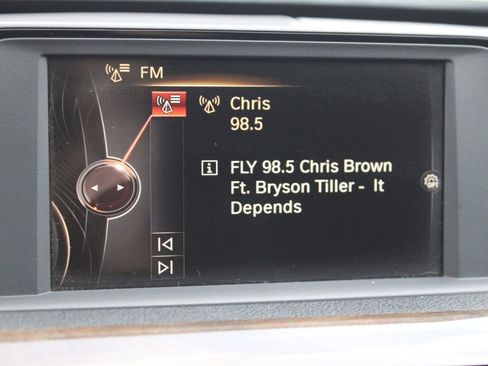 FM
Chris
98.5
FLY 98.5 Chris Brown
Ft. Bryson Tiller - It
Depends